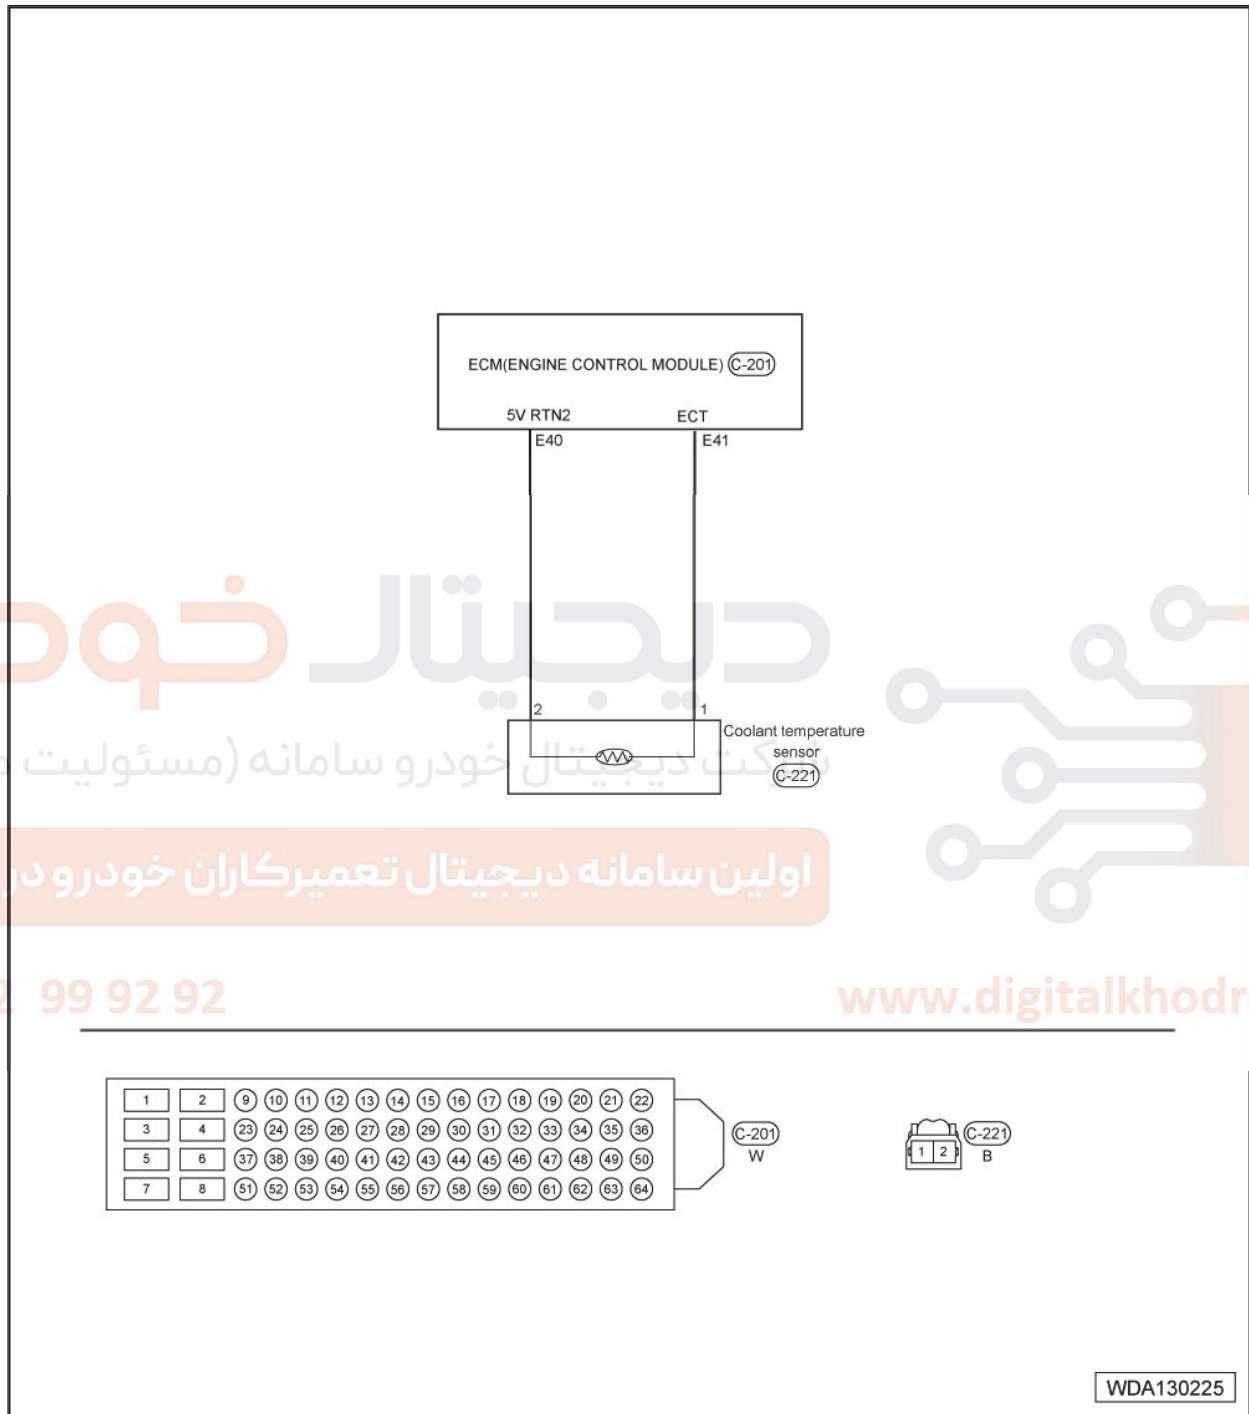 ECM(ENGINE CONTROL MODULE) C-201
5V RTN2 ECT
E40 E41
دیجیتال خود
2 1
Coolant temperature
sensor
C-221
شرکت دیجیتال خودرو سامانه (مسئولیت
اولین سامانه دیجیتال تعمیرکاران خودرو در
99 92 92
www.digitalkhodr
1 2 9 10 11 12 13 14 15 16 17 18 19 20 21 22
3 4 23 24 25 26 27 28 29 30 31 32 33 34 35 36
5 6 37 38 39 40 41 42 43 44 45 46 47 48 49 50
7 8 51 52 53 54 55 56 57 58 59 60 61 62 63 64
C-201
W
1 2
C-221
B
WDA130225